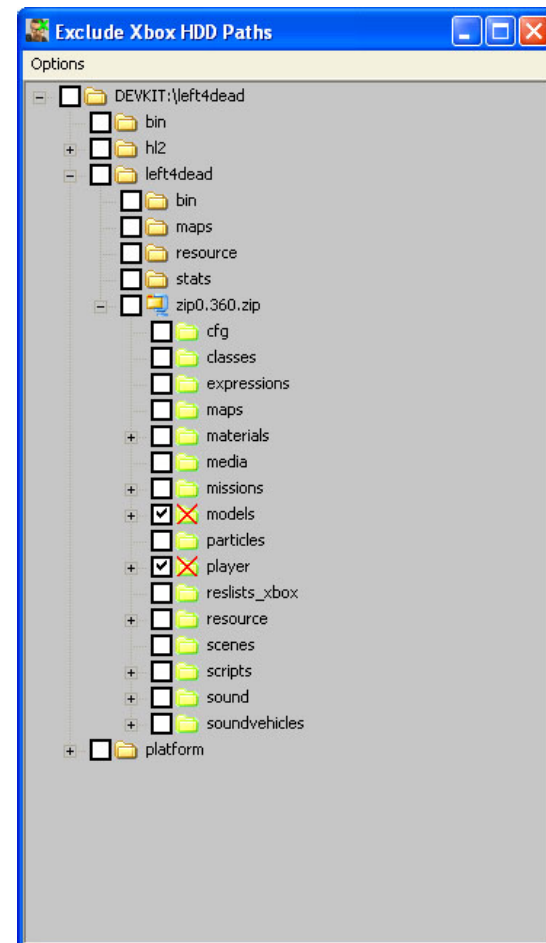 Exclude Xbox HDD Paths
Options
DEVKIT:\left4dead
bin
hl2
left4dead
bin
maps
resource
stats
zip0.360.zip
cfg
classes
expressions
maps
materials
media
missions
models
particles
player
reslists_xbox
resource
scenes
scripts
sound
soundvehicles
platform